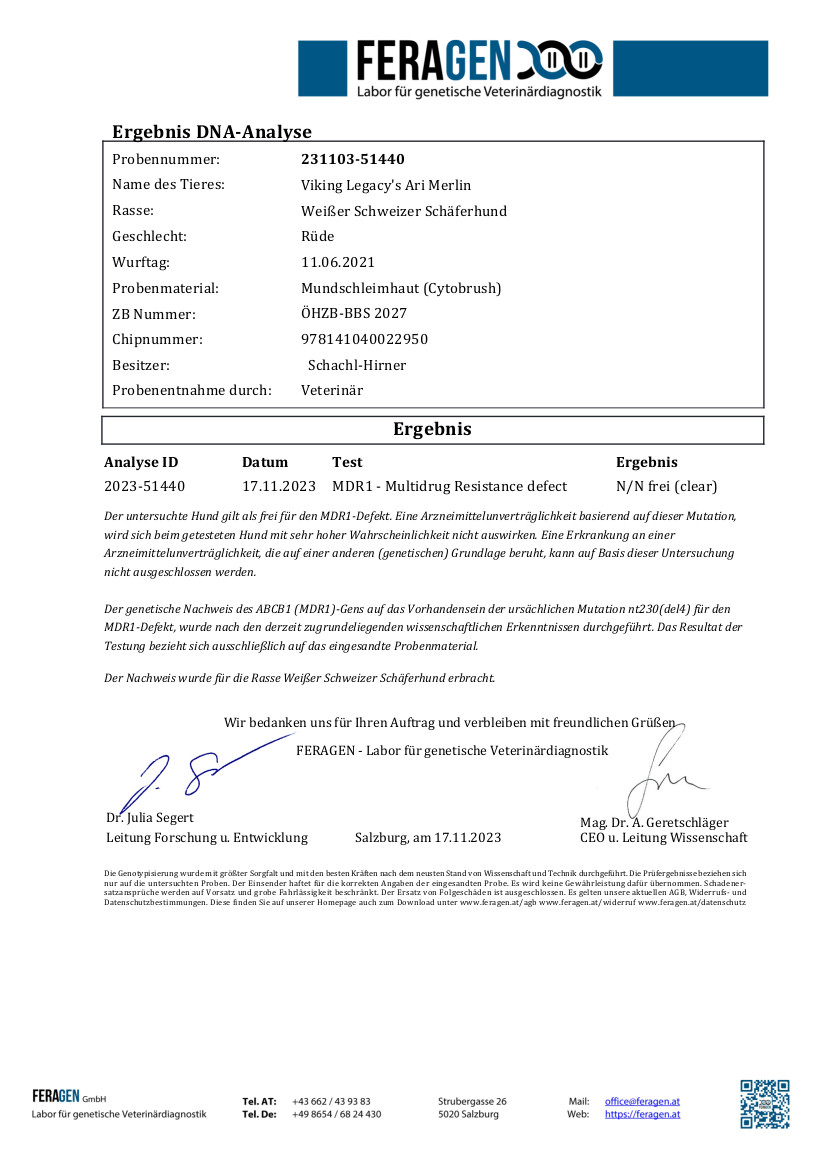 FERAGEN
Labor für genetische Veterinärdiagnostik
Ergebnis DNA-Analyse
Probennummer: 231103-51440
Name des Tieres: Viking Legacy's Ari Merlin
Rasse: Weißer Schweizer Schäferhund
Geschlecht: Rüde
Wurftag: 11.06.2021
Probenmaterial: Mundschleimhaut (Cytobrush)
ZB Nummer: ÖHZB-BBS 2027
Chipnummer: 978141040022950
Besitzer: Schachl-Hirner
Probenentnahme durch: Veterinär
Ergebnis
Analyse ID Datum Test Ergebnis
2023-51440 17.11.2023 MDR1 - Multidrug Resistance defect N/N frei (clear)
Der untersuchte Hund gilt als frei für den MDR1-Defekt. Eine Arzneimittelunverträglichkeit basierend auf dieser Mutation,
wird sich beim getesteten Hund mit sehr hoher Wahrscheinlichkeit nicht auswirken. Eine Erkrankung an einer
Arzneimittelunverträglichkeit, die auf einer anderen (genetischen) Grundlage beruht, kann auf Basis dieser Untersuchung
nicht ausgeschlossen werden.
Der genetische Nachweis des ABCB1 (MDR1)-Gens auf das Vorhandensein der ursächlichen Mutation nt230(del4) für den
MDR1-Defekt, wurde nach den derzeit zugrundeliegenden wissenschaftlichen Erkenntnissen durchgeführt. Das Resultat der
Testung bezieht sich ausschließlich auf das eingesandte Probenmaterial.
Der Nachweis wurde für die Rasse Weißer Schweizer Schäferhund erbracht.
Wir bedanken uns für Ihren Auftrag und verbleiben mit freundlichen Grüßen
FERAGEN - Labor für genetische Veterinärdiagnostik
Dr. Julia Segert
Leitung Forschung u. Entwicklung
Salzburg, am 17.11.2023
Mag. Dr. A. Geretschläger
CEO u. Leitung Wissenschaft
Die Genotypisierung wurde mit größter Sorgfalt und mit den besten Kräften nach dem neusten Stand von Wissenschaft und Technik durchgeführt. Die Prüfergebnisse beziehen sich
nur auf die untersuchten Proben. Der Einsender haftet für die korrekten Angaben der eingesandten Probe. Es wird keine Gewährleistung dafür übernommen. Schadener-
satzansprüche werden auf Vorsatz und grobe Fahrlässigkeit beschränkt. Der Ersatz von Folgeschäden ist ausgeschlossen. Es gelten unsere aktuellen AGB, Widerrufs- und
Datenschutzbestimmungen. Diese finden Sie auf unserer Homepage auch zum Download unter www.feragen.at/agb www.feragen.at/widerruf www.feragen.at/datenschutz
FERAGEN GmbH
Labor für genetische Veterinärdiagnostik
Tel. AT: +43 662 / 43 93 83
Tel. De: +49 8654 / 68 24 430
Strubergasse 26
5020 Salzburg
Mail: office@feragen.at
Web: https://feragen.at